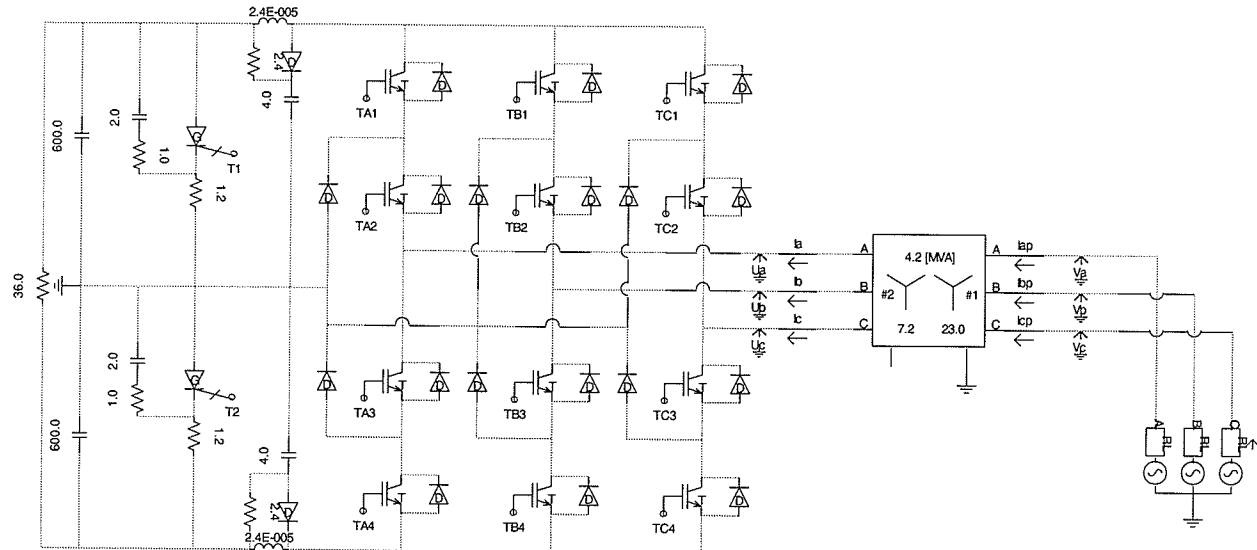 2.4E-005
2.4
4.0
600.0
2.0
1.0
G
T1
1.2
D
TA1
D
TB1
D
TC1
D
D
TA2
D
D
TB2
D
D
TC2
D
36.0
Ia
Ua
Ib
Ub
Ic
Uc
A
B
C
4.2 [MVA]
#2
#1
7.2
23.0
A
B
C
Iap
Va
Ibp
Vb
Icp
Vc
600.0
2.0
1.0
G
T2
1.2
4.0
D
2.4
2.4E-005
D
TA3
D
D
TB3
D
D
TC3
D
TA4
D
TB4
D
TC4
D
A
B
C
RL
RL
RL